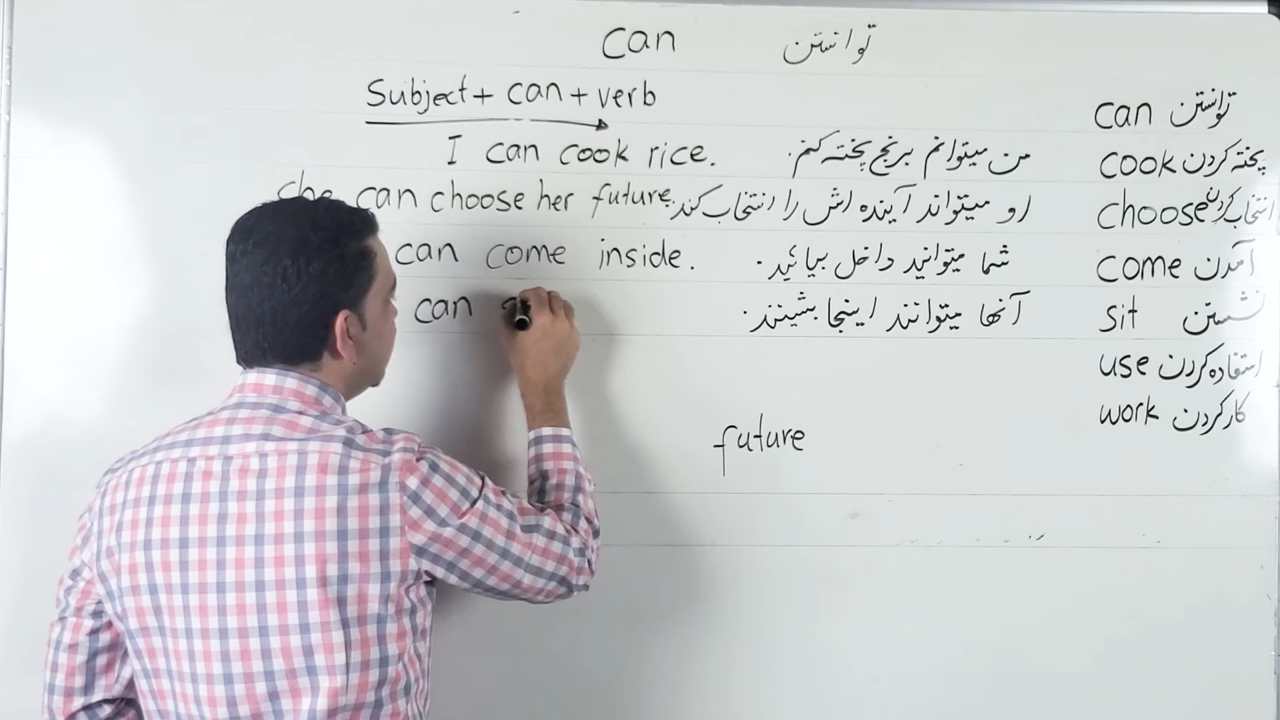 can توانستن
Subject + can + verb
I can cook rice. من میتوانم برنج پخته کنم.
she can choose her future. او میتواند آینده اش را انتخاب کند
can come inside. شما میتوانید داخل بیائید.
can آنها میتوانند اینجا بشینند.
future
can توانستن
cook پخته کردن
choose انتخاب کردن
come آمدن
sit نشستن
use استفاده کردن
work کار کردن